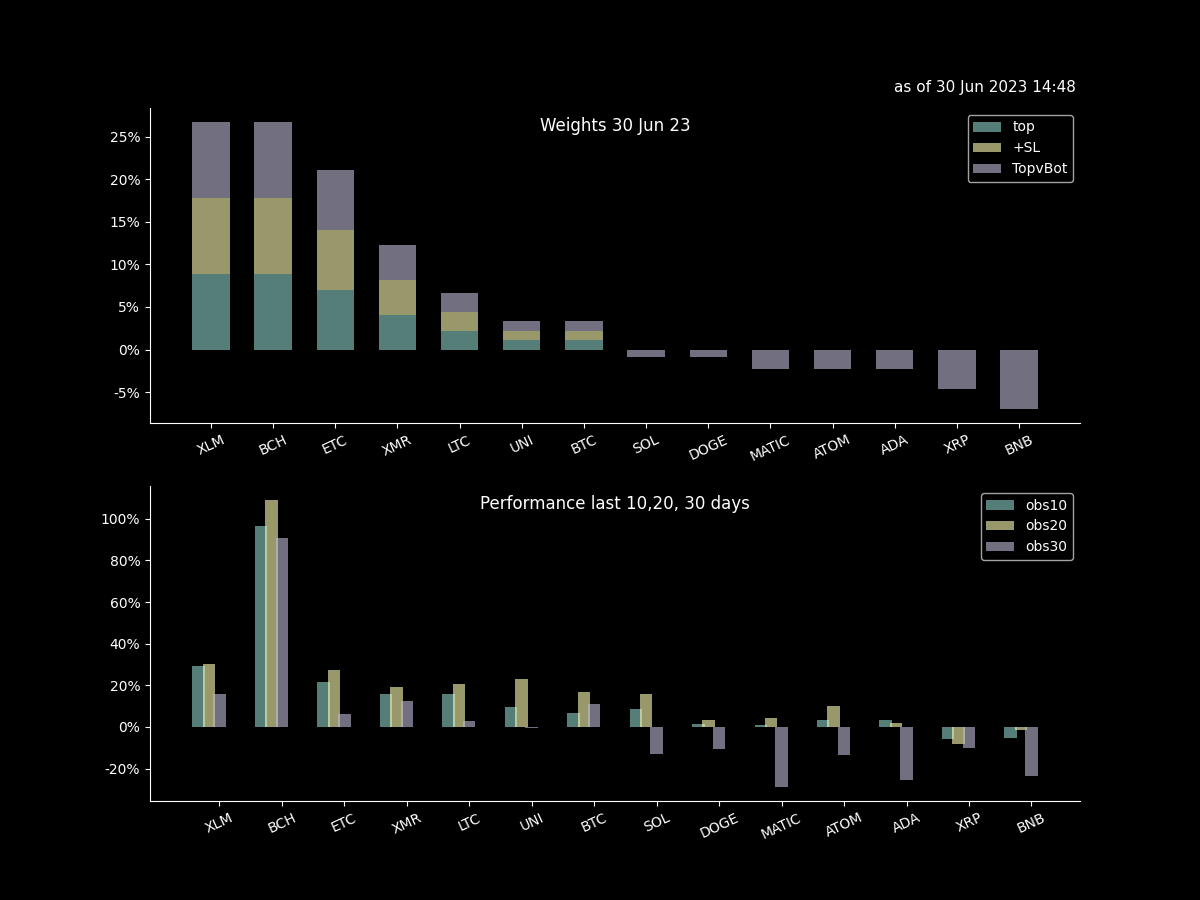 as of 30 Jun 2023 14:48
Weights 30 Jun 23
top
+SL
TopvBot
25%
20%
15%
10%
5%
0%
-5%
XLM BCH ETC XMR LTC UNI BTC SOL DOGE MATIC ATOM ADA XRP BNB
Performance last 10,20, 30 days
obs10
obs20
obs30
100%
80%
60%
40%
20%
0%
-20%
XLM BCH ETC XMR LTC UNI BTC SOL DOGE MATIC ATOM ADA XRP BNB